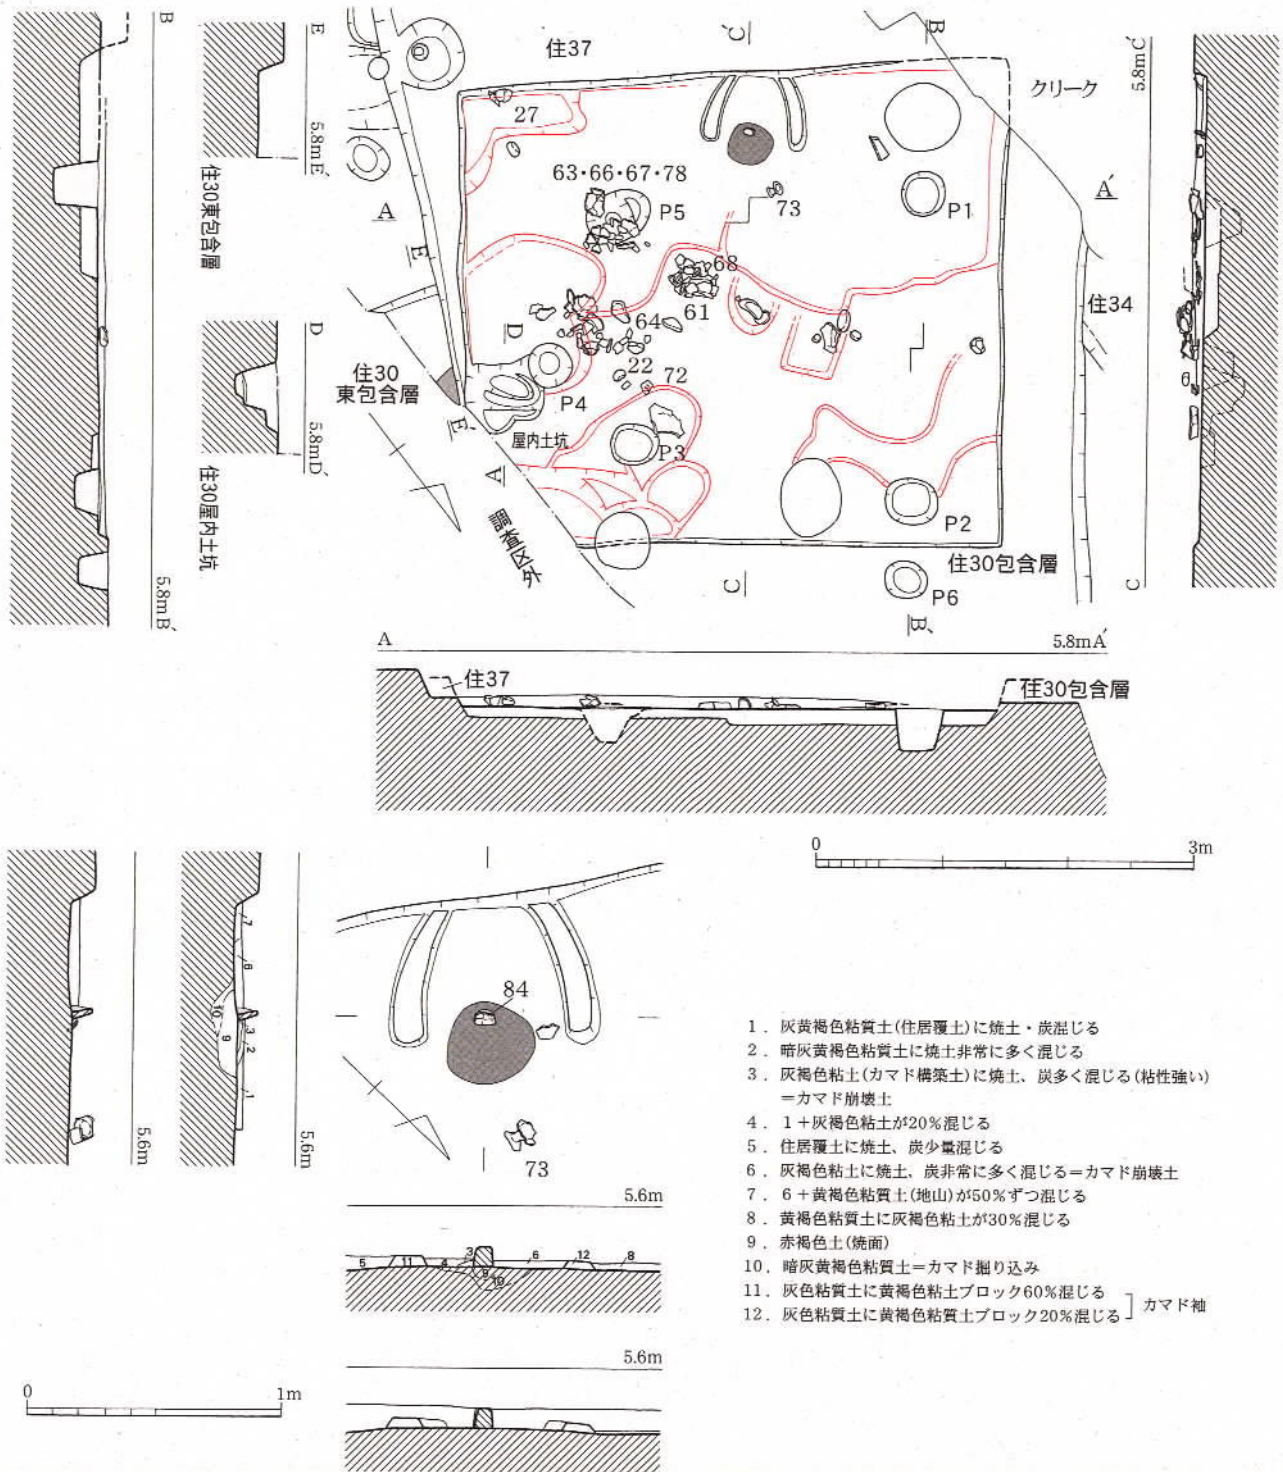 B
E
5.8mE´
住30東包含層
D
5.8mD´
住30屋内土坑
5.8mB´
住37
C´
B
クリーク
5.8mC´
27
63・66・67・78
P5
73
P1
A
A´
E
68
61
64
住34
D
22
72
住30
東包含層
P4
E´
屋内土坑
P3
A
P2
調査区外
住30包含層
C
P6
B´
C
A
5.8mA´
住37
住30包含層
0
3m
7
6
10
9
3
2
1
5.6m
5.6m
84
73
5.6m
5
11
4
3
9
10
6
12
8
5.6m
0
1m
1．灰黄褐色粘質土(住居覆土)に焼土・炭混じる
2．暗灰黄褐色粘質土に焼土非常に多く混じる
3．灰褐色粘土(カマド構築土)に焼土、炭多く混じる(粘性強い)
＝カマド崩壊土
4．1＋灰褐色粘土が20%混じる
5．住居覆土に焼土、炭少量混じる
6．灰褐色粘土に焼土、炭非常に多く混じる＝カマド崩壊土
7．6＋黄褐色粘質土(地山)が50%ずつ混じる
8．黄褐色粘質土に灰褐色粘土が30%混じる
9．赤褐色土(焼面)
10．暗灰黄褐色粘質土＝カマド掘り込み
11．灰色粘質土に黄褐色粘土ブロック60%混じる
12．灰色粘質土に黄褐色粘質土ブロック20%混じる
カマド袖